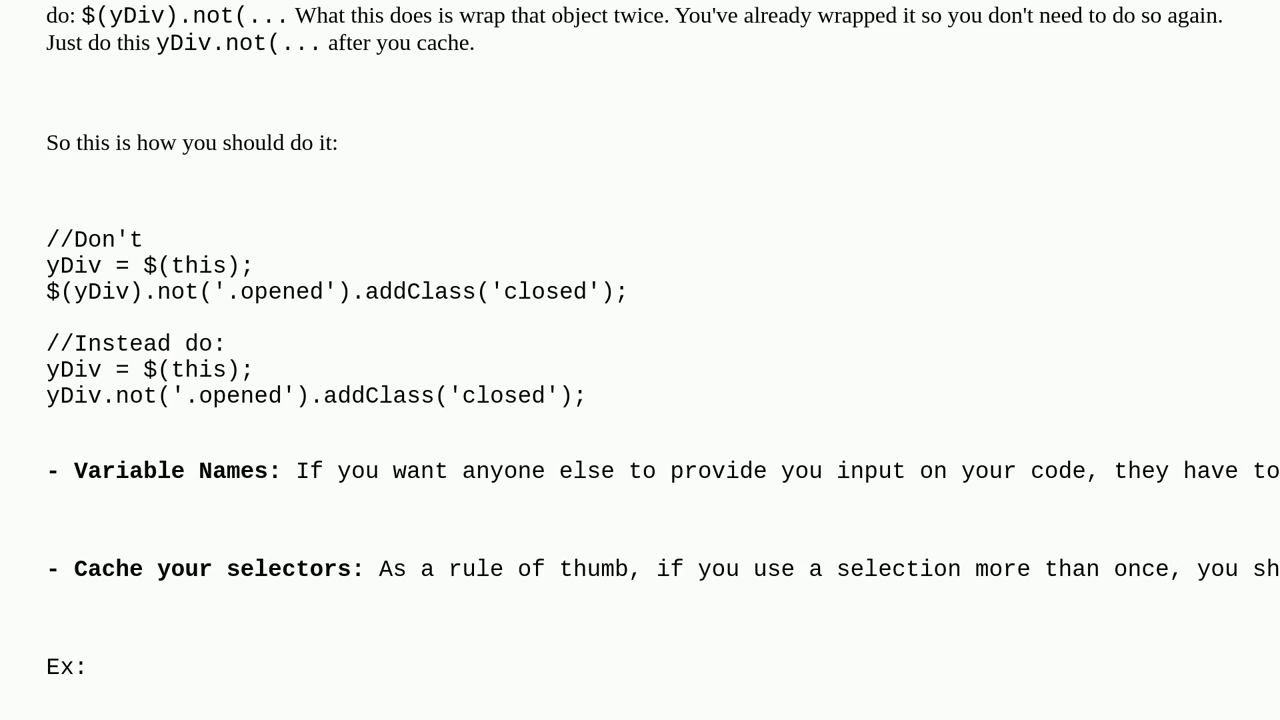 do: $(yDiv).not(... What this does is wrap that object twice. You've already wrapped it so you don't need to do so again.
Just do this yDiv.not(... after you cache.
So this is how you should do it:
//Don't
yDiv = $(this);
$(yDiv).not('.opened').addClass('closed');
//Instead do:
yDiv = $(this);
yDiv.not('.opened').addClass('closed');
- Variable Names: If you want anyone else to provide you input on your code, they have to
- Cache your selectors: As a rule of thumb, if you use a selection more than once, you sh
Ex: